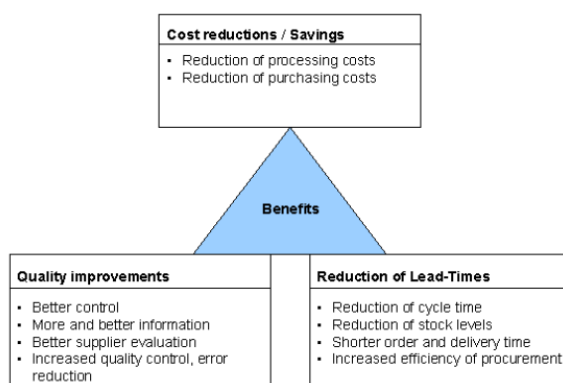 Cost reductions / Savings
▪ Reduction of processing costs
▪ Reduction of purchasing costs
Benefits
Quality improvements
▪ Better control
▪ More and better information
▪ Better supplier evaluation
▪ Increased quality control, error
reduction
Reduction of Lead-Times
▪ Reduction of cycle time
▪ Reduction of stock levels
▪ Shorter order and delivery time
▪ Increased efficiency of procurement